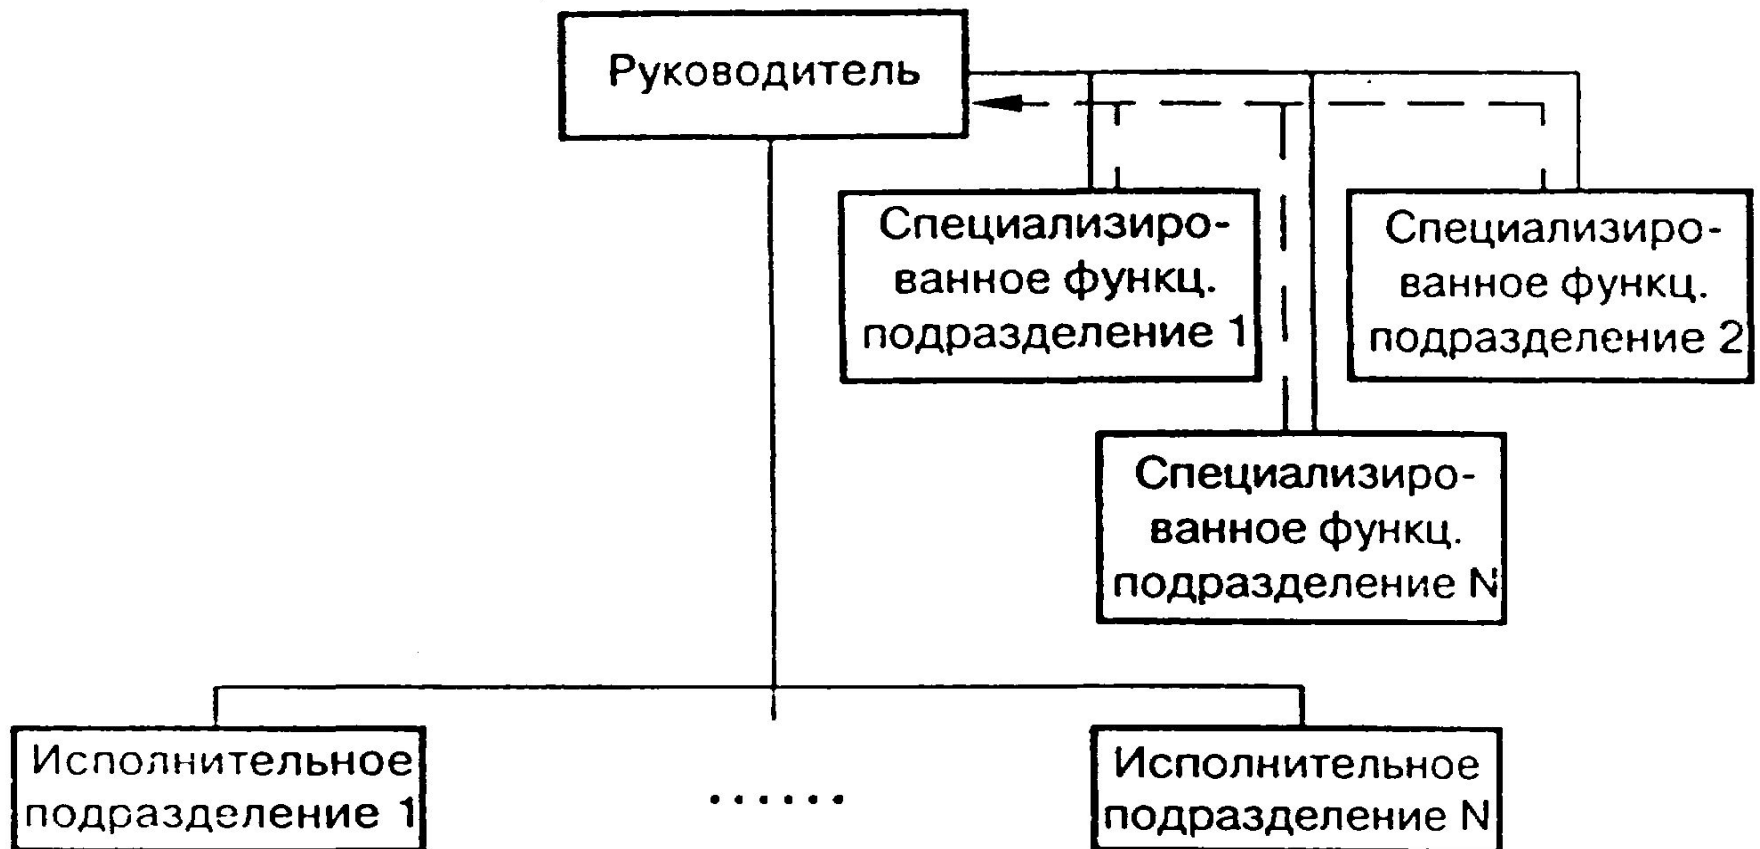 Руководитель
Специализиро-
ванное функц.
подразделение 1
Специализиро-
ванное функц.
подразделение 2
Специализиро-
ванное функц.
подразделение N
Исполнительное
подразделение 1
......
Исполнительное
подразделение N